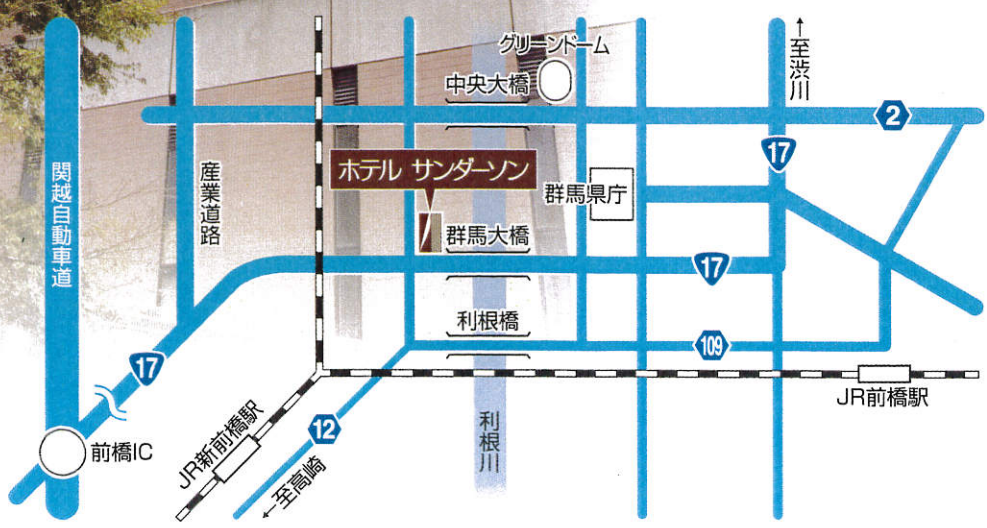 グリーンドーム
↑至渋川
中央大橋
2
17
関越自動車道
産業道路
ホテル サンダーソン
群馬県庁
群馬大橋
17
利根橋
109
17
JR前橋駅
12
利根川
前橋IC
JR新前橋駅
←至高崎